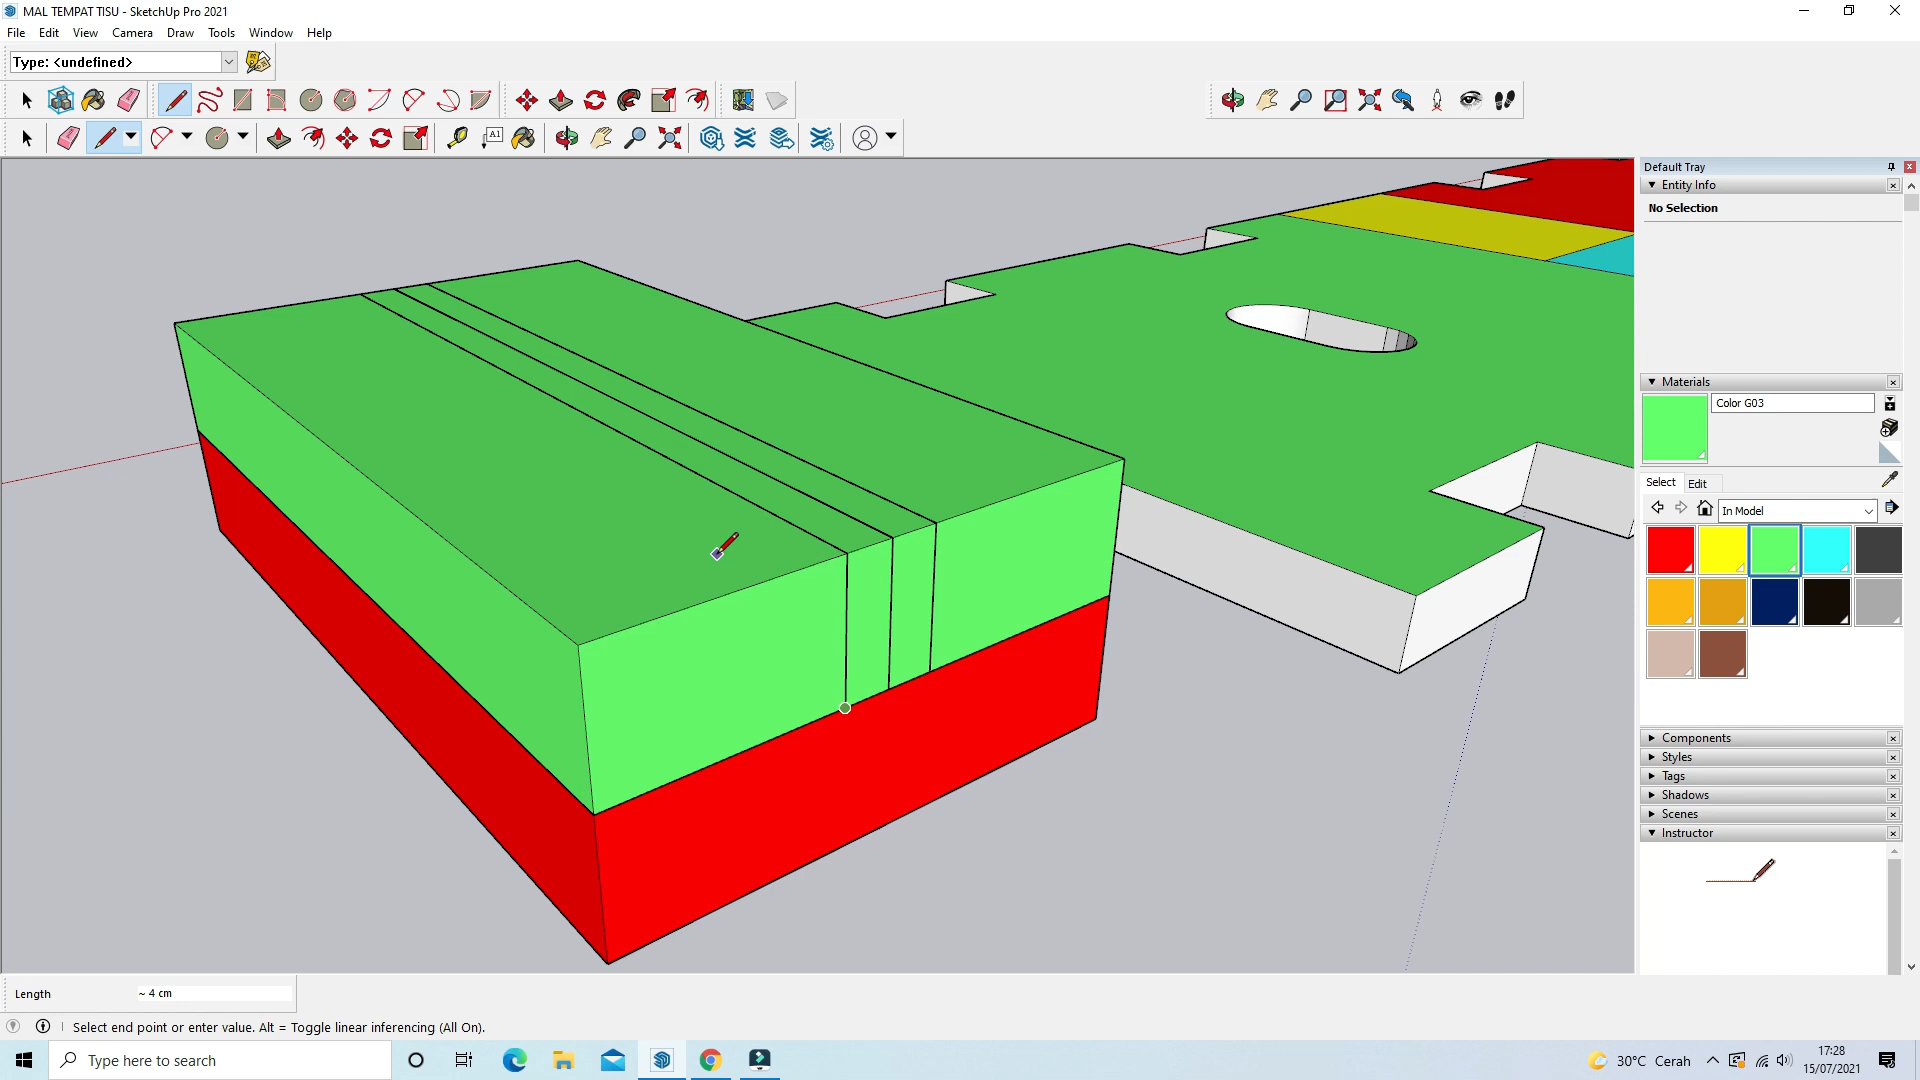 MAL TEMPAT TISU - SketchUp Pro 2021
File Edit View Camera Draw Tools Window Help
Type: <undefined>
A1
Default Tray
Entity Info
No Selection
Materials
Color G03
Select Edit
In Model
Components
Styles
Tags
Shadows
Scenes
Instructor
Length ~ 4 cm
Select end point or enter value. Alt = Toggle linear inferencing (All On).
Type here to search
30°C Cerah
17:28
15/07/2021